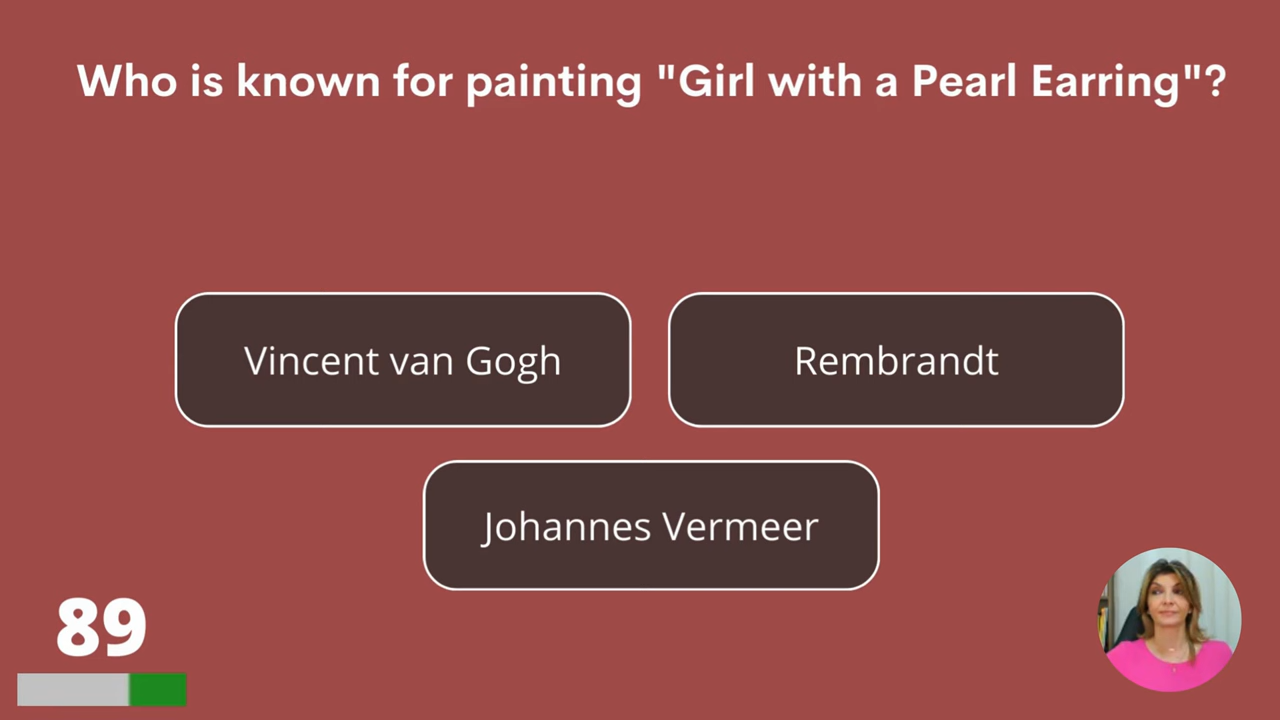 Who is known for painting "Girl with a Pearl Earring"?
Vincent van Gogh
Rembrandt
Johannes Vermeer
89